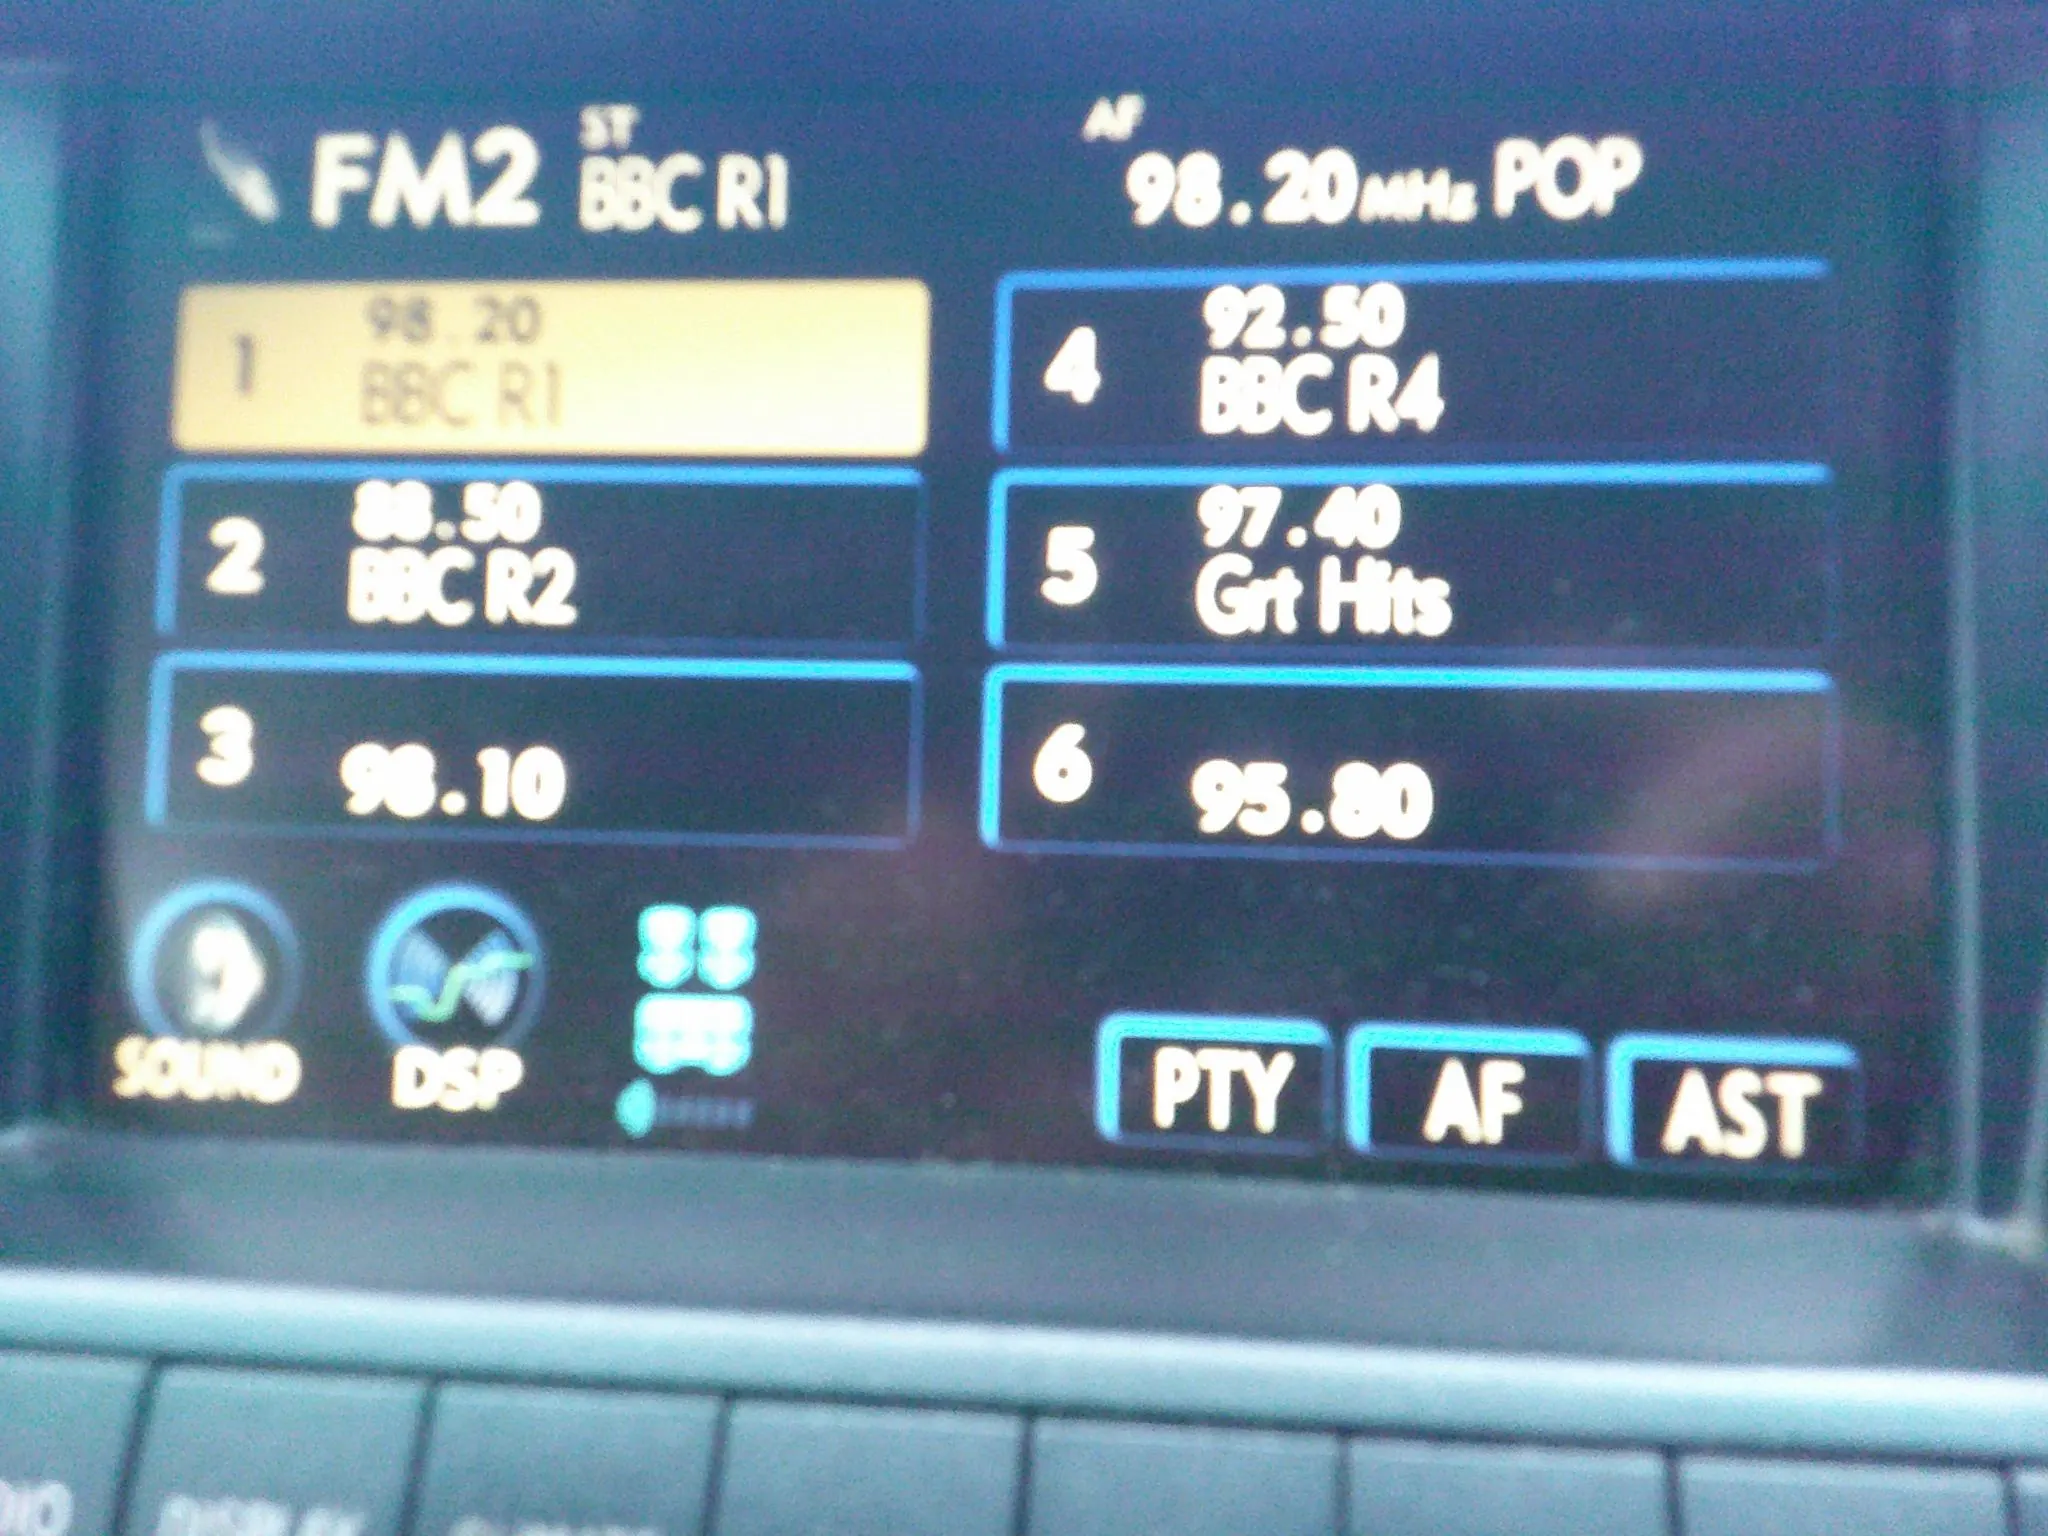 FM2 ST BBC R1 AF 98.20MHz POP
1 98.20
BBC R1
4 92.50
BBC R4
2 88.50
BBC R2
5 97.40
Grt Hits
3 98.10
6 95.80
SOUND DSP
PTY AF AST
DISPLAY